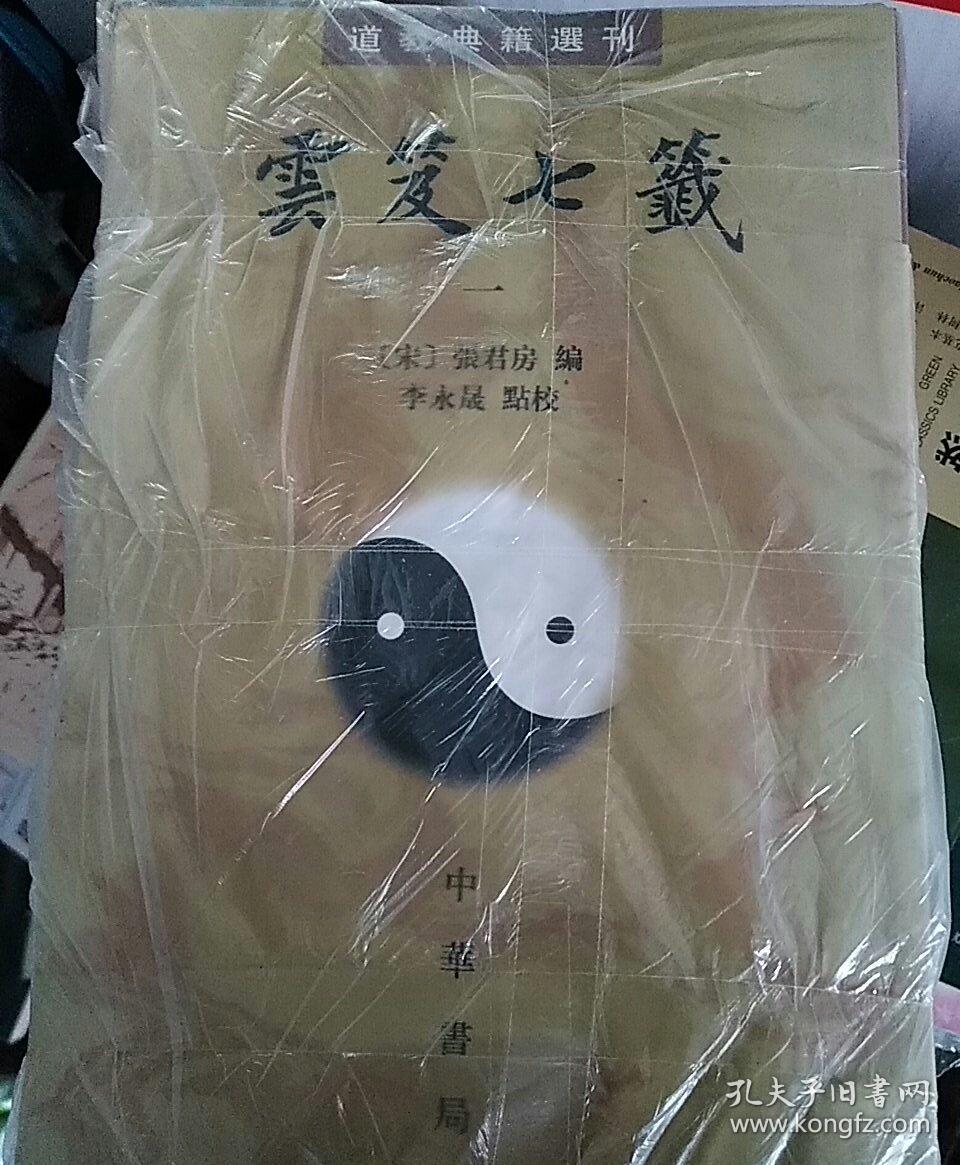 道教典籍選刊
雲笈七籤
一
〔宋〕張君房 編
李永晟 點校
中華書局
GREEN
CLASSICS LIBRARY
孔夫子旧书网
www.kongfz.com